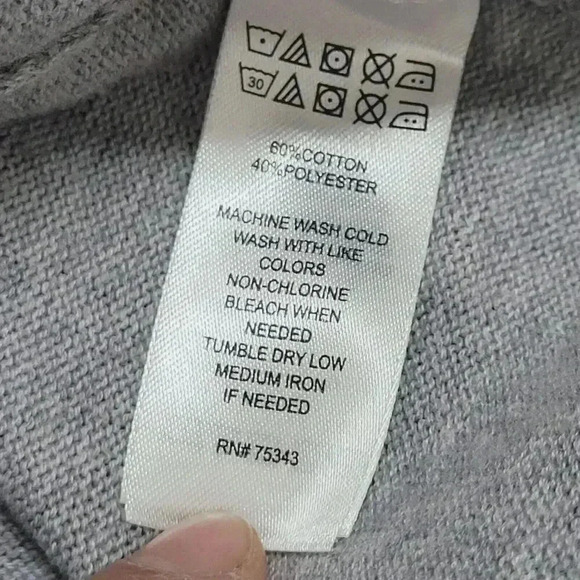 30
60%COTTON
40%POLYESTER
MACHINE WASH COLD
WASH WITH LIKE
COLORS
NON-CHLORINE
BLEACH WHEN
NEEDED
TUMBLE DRY LOW
MEDIUM IRON
IF NEEDED
RN# 75343